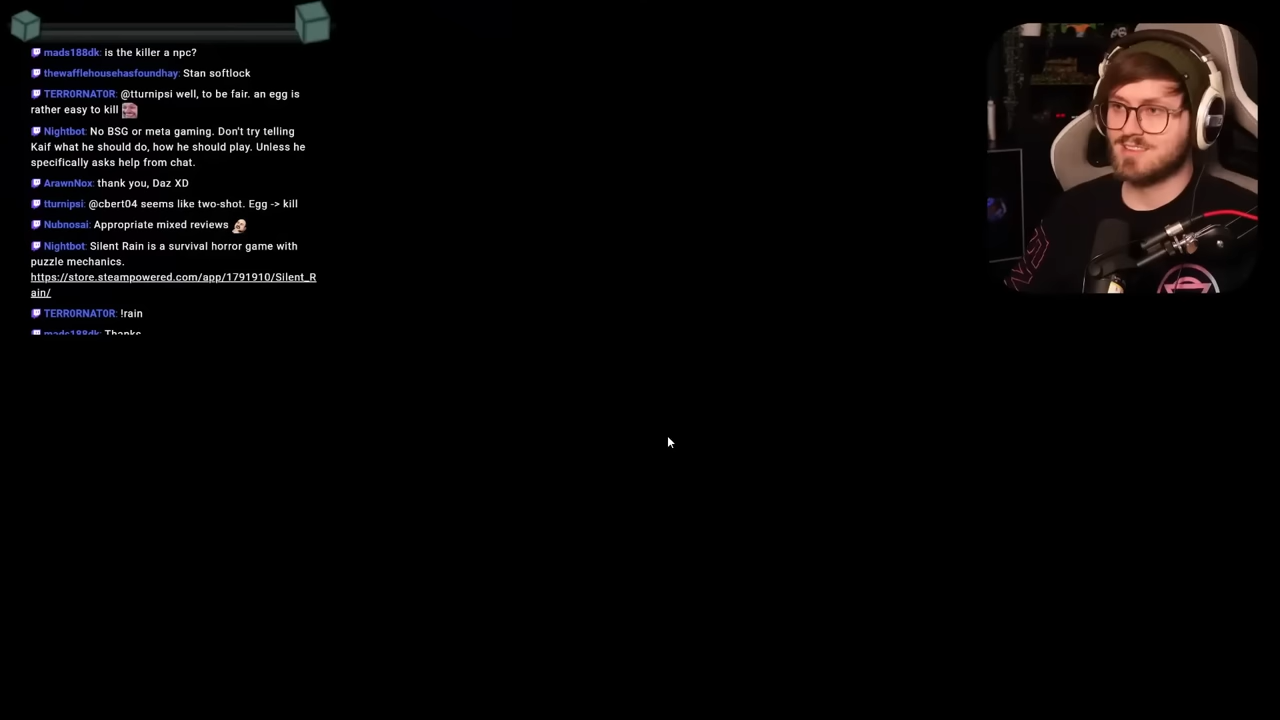 mads188dk: is the killer a npc?
thewafflehousehasfoundhay: Stan softlock
TERR0RNAT0R: @tturnipsi well, to be fair. an egg is
rather easy to kill
Nightbot: No BSG or meta gaming. Don't try telling
Kaif what he should do, how he should play. Unless he
specifically asks help from chat.
ArawnNox: thank you, Daz XD
tturnipsi: @cbert04 seems like two-shot. Egg -> kill
Nubnosai: Appropriate mixed reviews
Nightbot: Silent Rain is a survival horror game with
puzzle mechanics.
https://store.steampowered.com/app/1791910/Silent_R
ain/
TERR0RNAT0R: !rain
mads188dk: Thanks